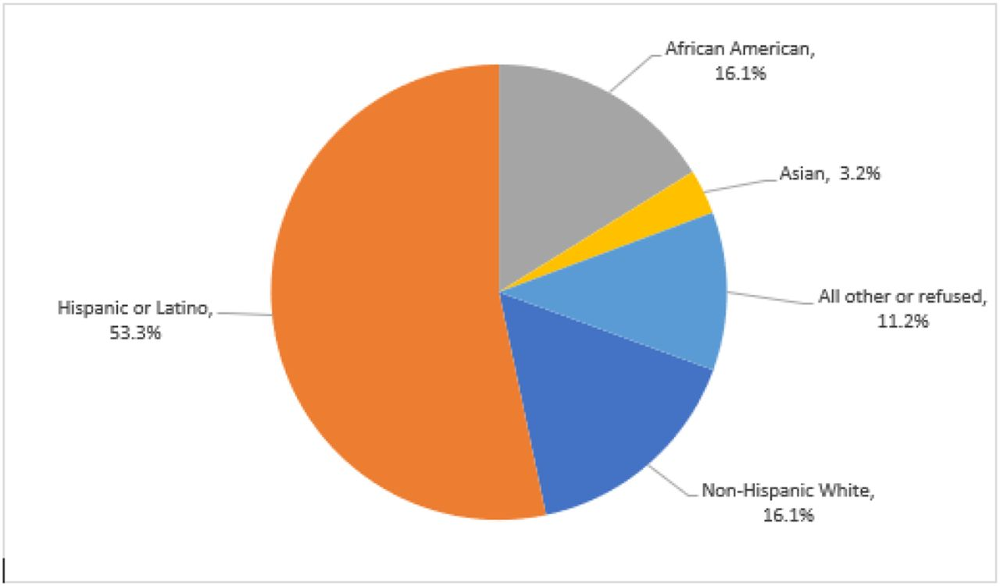 African American,
16.1%
Asian,  3.2%
All other or refused,
11.2%
Non-Hispanic White,
16.1%
Hispanic or Latino,
53.3%